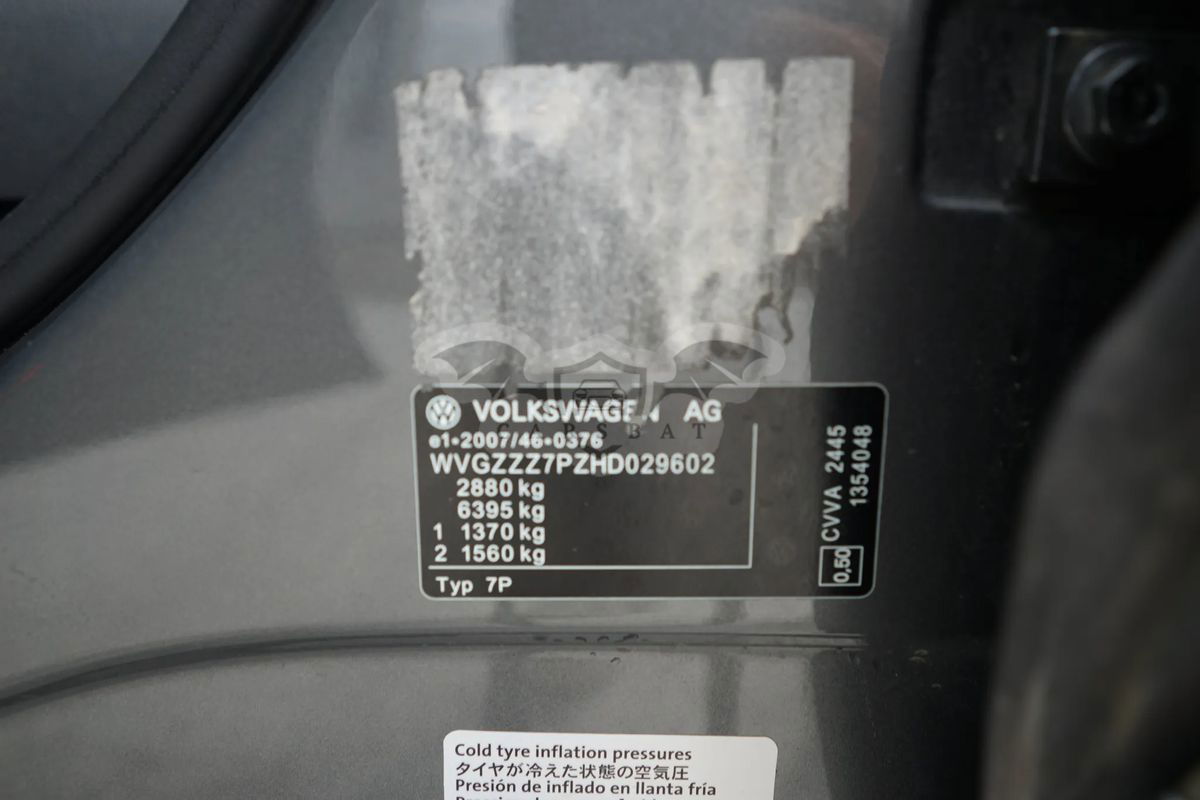 VOLKSWAGEN AG
e1*2007/46*0376
WVGZZZ7PZHD029602
2880 kg
6395 kg
1 1370 kg
2 1560 kg
Typ 7P
CVVA 2445
1354048
0,50
CARSBAT
Cold tyre inflation pressures
タイヤが冷えた状態の空気圧
Presión de inflado en llanta fría